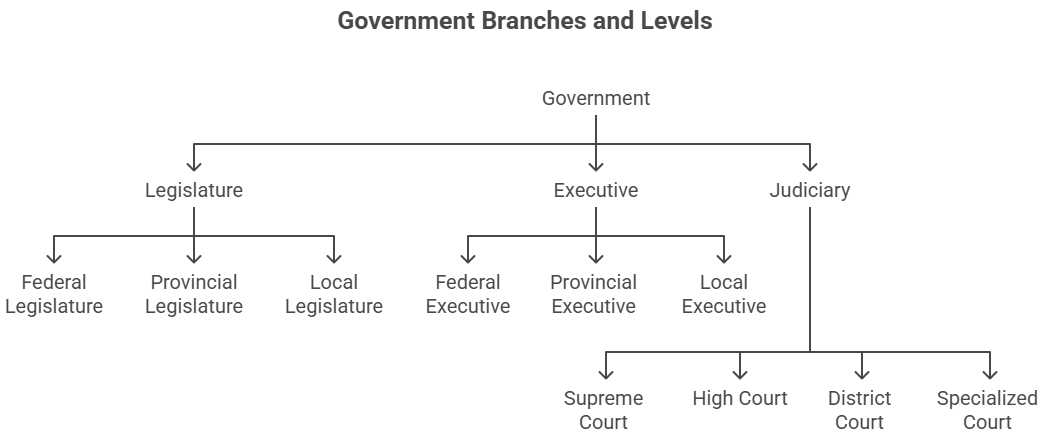 Government Branches and Levels
Government
Legislature
Executive
Judiciary
Federal
Legislature
Provincial
Legislature
Local
Legislature
Federal
Executive
Provincial
Executive
Local
Executive
Supreme
Court
High Court
District
Court
Specialized
Court